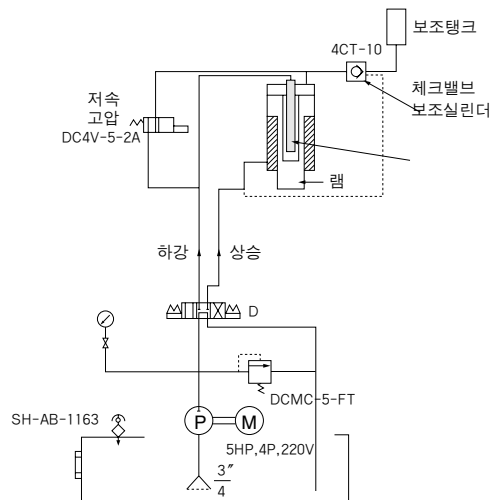 보조탱크
4CT-10
체크밸브
보조실린더
저속
고압
DC4V-5-2A
램
하강
상승
D
DCMC-5-FT
SH-AB-1163
P
M
5HP,4P,220V
3″
4